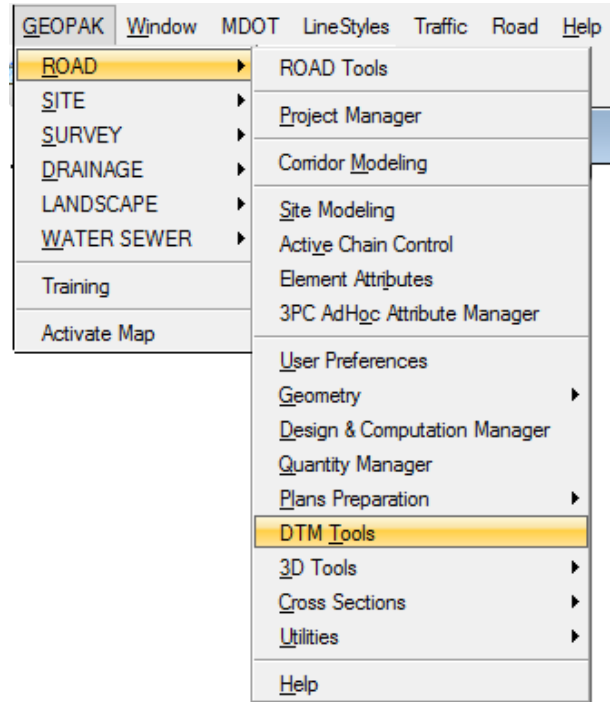 GEOPAK Window MDOT LineStyles Traffic Road Help
ROAD
SITE
SURVEY
DRAINAGE
LANDSCAPE
WATER SEWER
Training
Activate Map
ROAD Tools
Project Manager
Corridor Modeling
Site Modeling
Active Chain Control
Element Attributes
3PC AdHoc Attribute Manager
User Preferences
Geometry
Design & Computation Manager
Quantity Manager
Plans Preparation
DTM Tools
3D Tools
Cross Sections
Utilities
Help